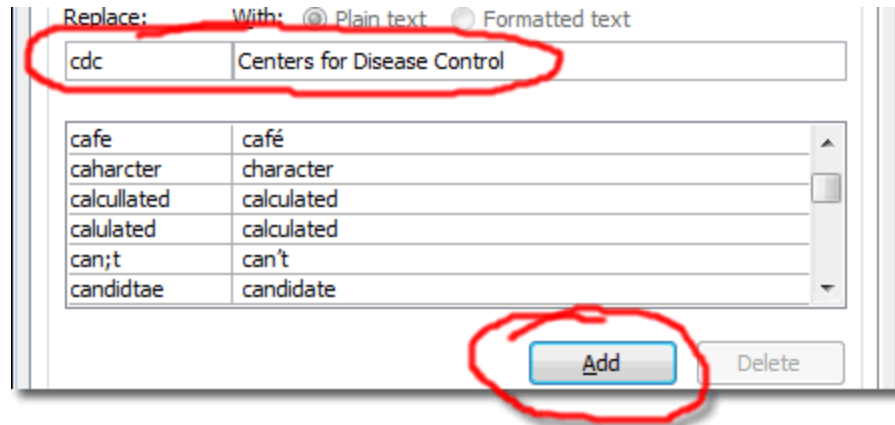 Replace: With: Plain text Formatted text
cdc Centers for Disease Control
cafe café
caharcter character
calcullated calculated
calulated calculated
can;t can't
candidtae candidate
Add Delete